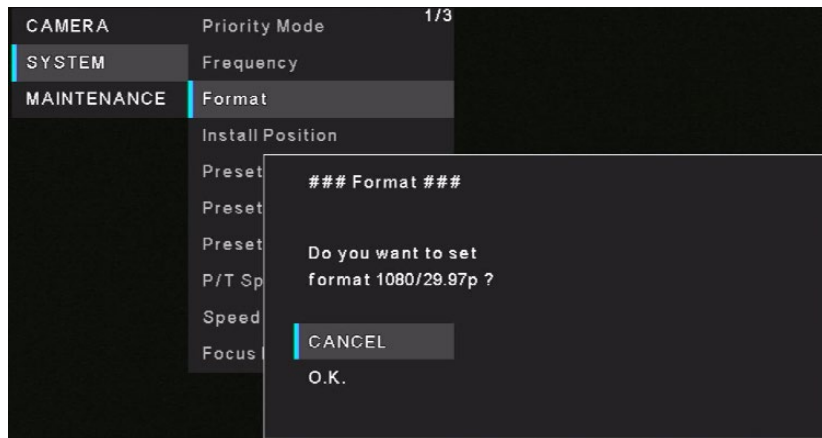 CAMERA
SYSTEM
MAINTENANCE
1/3
Priority Mode
Frequency
Format
Install Position
Preset
Preset
Preset
P/T Sp
Speed
Focus
### Format ###
Do you want to set
format 1080/29.97p ?
CANCEL
O.K.